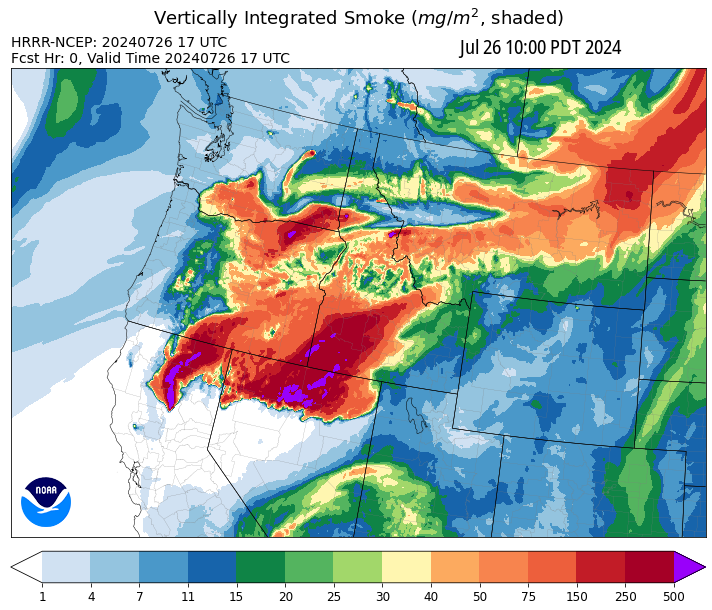 Vertically Integrated Smoke (mg/m², shaded)
HRRR-NCEP: 20240726 17 UTC
Jul 26 10:00 PDT 2024
Fcst Hr: 0, Valid Time 20240726 17 UTC
NOAA
1 4 7 11 15 20 25 30 40 50 75 150 250 500